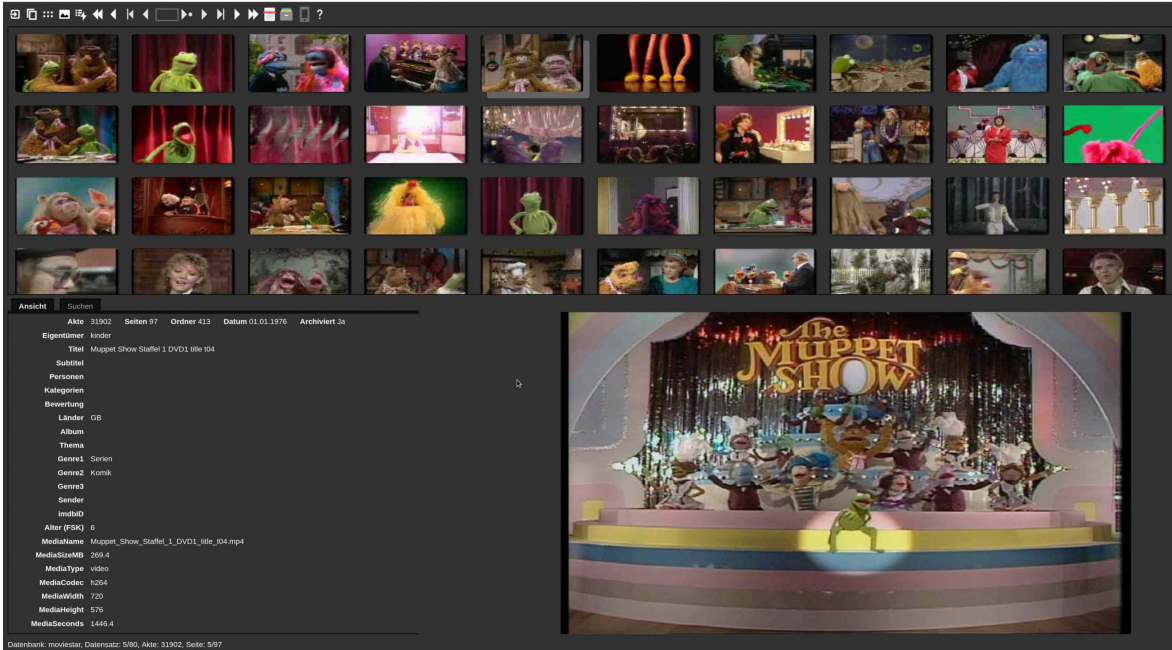 ?
Ansicht Suchen
Akte 31902 Seiten 97 Ordner 413 Datum 01.01.1976 Archiviert Ja
Eigentümer kinder
Titel Muppet Show Staffel 1 DVD1 title t04
Subtitel
Personen
Kategorien
Bewertung
Länder GB
Album
Thema
Genre1 Serien
Genre2 Komik
Genre3
Sender
imdbID
Alter (FSK) 6
MediaName Muppet_Show_Staffel_1_DVD1_title_t04.mp4
MediaSizeMB 269.4
MediaType video
MediaCodec h264
MediaWidth 720
MediaHeight 576
MediaSeconds 1446.4
The
MUPPET
SHOW
Datenbank: moviestar, Datensatz: 5/80, Akte: 31902, Seite: 5/97